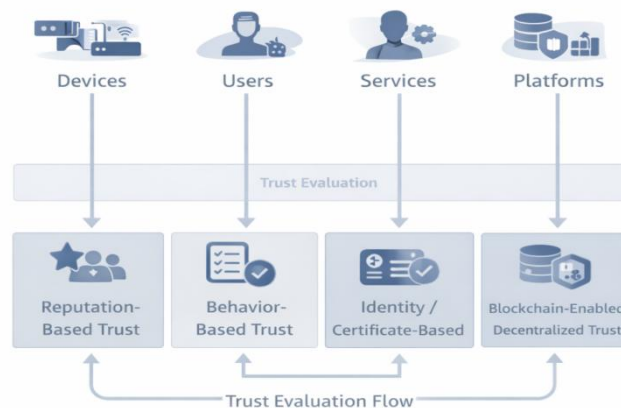 Devices
Users
Services
Platforms
Trust Evaluation
Reputation-
Based Trust
Behavior-
Based Trust
Identity /
Certificate-Based
Blockchain-Enabled
Decentralized Trust
Trust Evaluation Flow